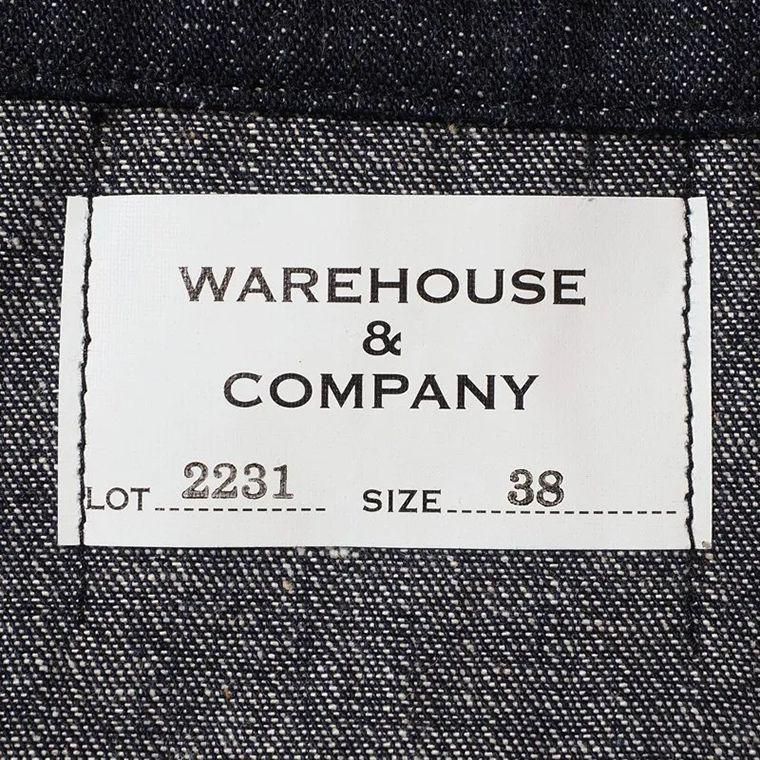 WAREHOUSE
&
COMPANY
LOT 2231 SIZE 38